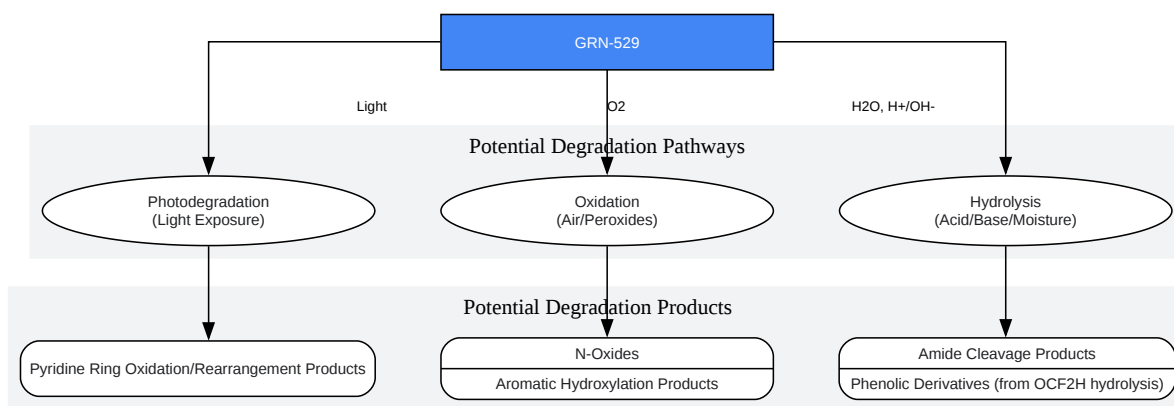 GRN-529
Light
O2
H2O, H+/OH-
Potential Degradation Pathways
Photodegradation
(Light Exposure)
Oxidation
(Air/Peroxides)
Hydrolysis
(Acid/Base/Moisture)
Potential Degradation Products
Pyridine Ring Oxidation/Rearrangement Products
N-Oxides
Aromatic Hydroxylation Products
Amide Cleavage Products
Phenolic Derivatives (from OCF2H hydrolysis)